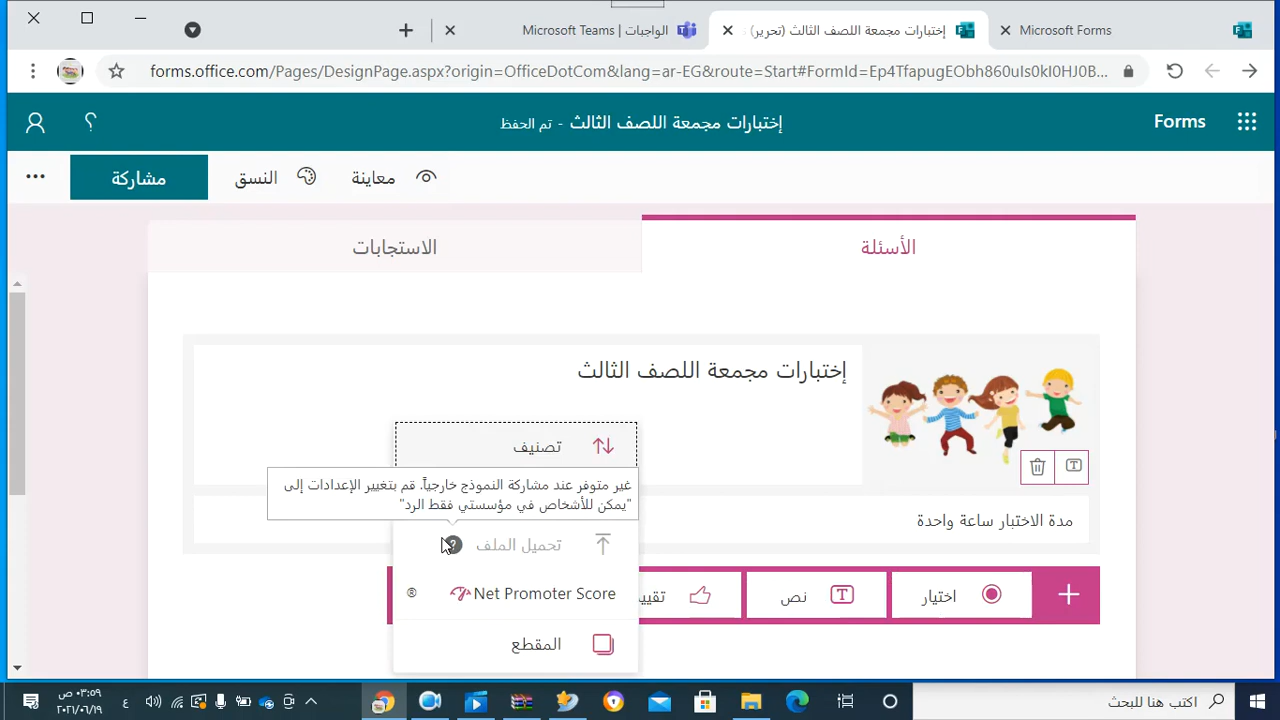 Microsoft Forms
إختبارات مجمعة اللصف الثالث (تحرير)
الواجبات | Microsoft Teams
forms.office.com/Pages/DesignPage.aspx?origin=OfficeDotCom&lang=ar-EG&route=Start#FormId=Ep4TfapugEObh860uIs0kI0HJ0B...
Forms
إختبارات مجمعة اللصف الثالث - تم الحفظ
؟
معاينة
النسق
مشاركة
الأسئلة
الاستجابات
إختبارات مجمعة اللصف الثالث
تصنيف
غير متوفر عند مشاركة النموذج خارجياً. قم بتغيير الإعدادات إلى
"يمكن للأشخاص في مؤسستي فقط الرد"
مدة الاختبار ساعة واحدة
تحميل الملف ?
اختيار
نص
تقيي
Net Promoter Score ®
المقطع
اكتب هنا للبحث
ع
٠٣:٥٩ ص
٢٠٢١/٠٦/١٩